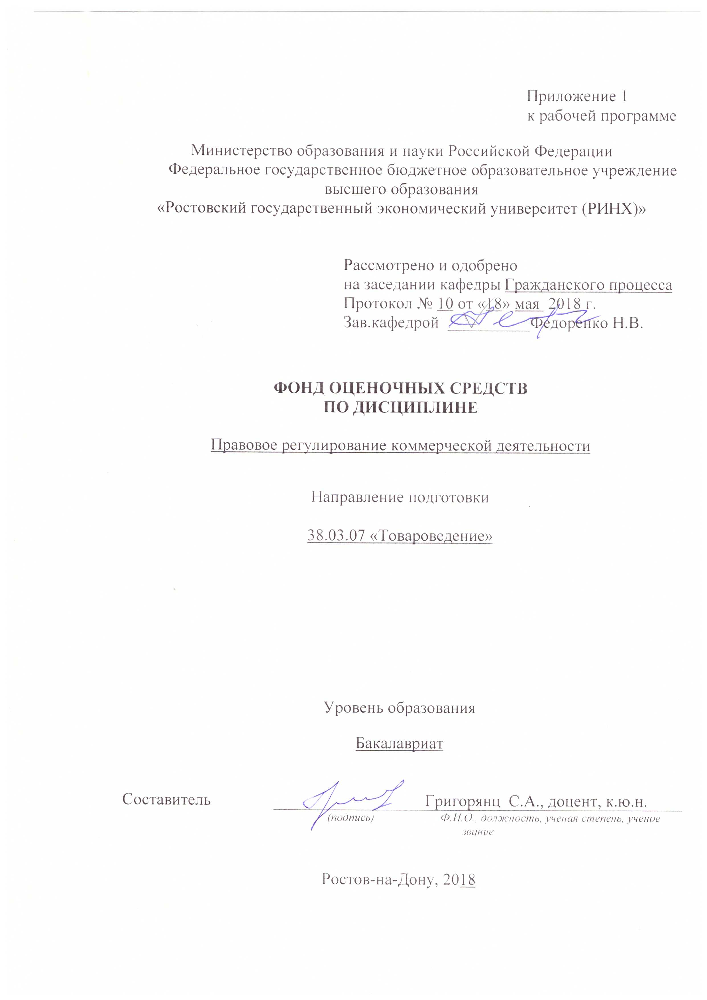 Приложение 1
к рабочей программе
Министерство образования и науки Российской Федерации
Федеральное государственное бюджетное образовательное учреждение
высшего образования
«Ростовский государственный экономический университет (РИНХ)»
Рассмотрено и одобрено
на заседании кафедры Гражданского процесса
Протокол № 10 от «18» мая 2018 г.
Зав.кафедрой __________Федоренко Н.В.
ФОНД ОЦЕНОЧНЫХ СРЕДСТВ
ПО ДИСЦИПЛИНЕ
Правовое регулирование коммерческой деятельности
Направление подготовки
38.03.07 «Товароведение»
Уровень образования
Бакалавриат
Составитель Григорянц С.А., доцент, к.ю.н.
(подпись) Ф.И.О., должность, ученая степень, ученое
звание
Ростов-на-Дону, 2018